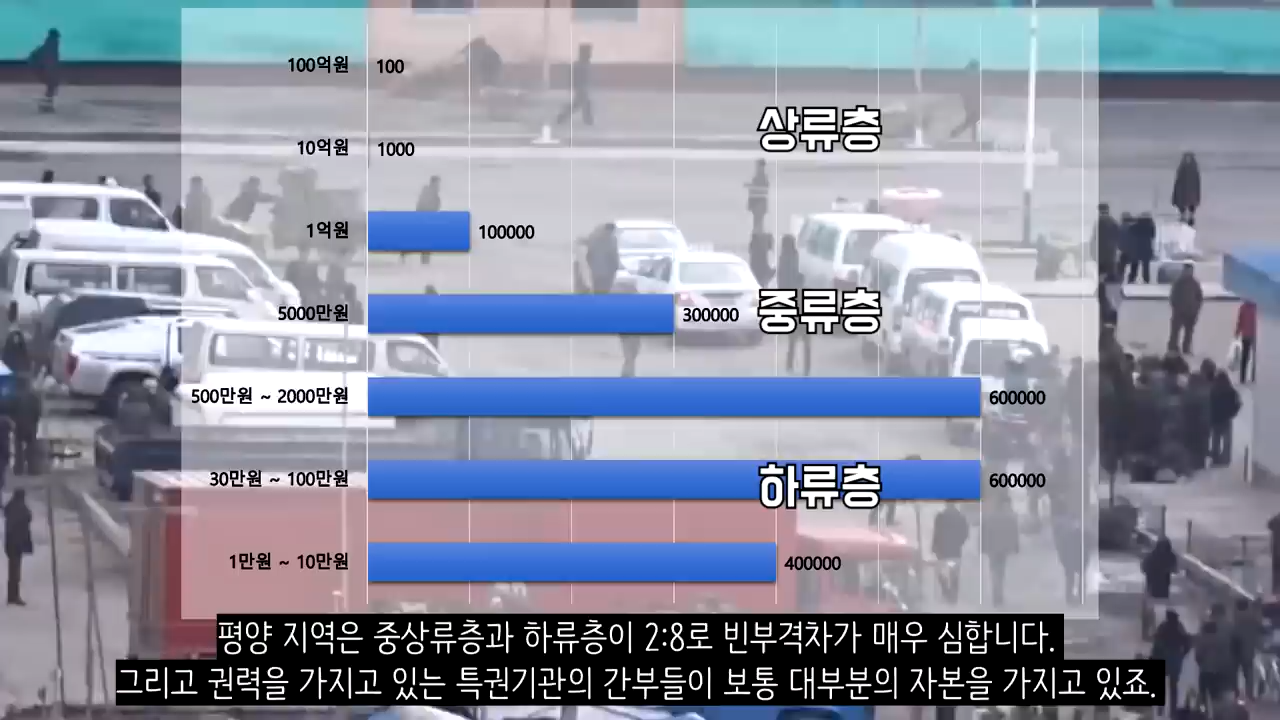 100억원 100
상류층
10억원 1000
1억원 100000
5000만원 300000 중류층
500만원 ~ 2000만원 600000
30만원 ~ 100만원 하류층 600000
1만원 ~ 10만원 400000
평양 지역은 중상류층과 하류층이 2:8로 빈부격차가 매우 심합니다.
그리고 권력을 가지고 있는 특권기관의 간부들이 보통 대부분의 자본을 가지고 있죠.